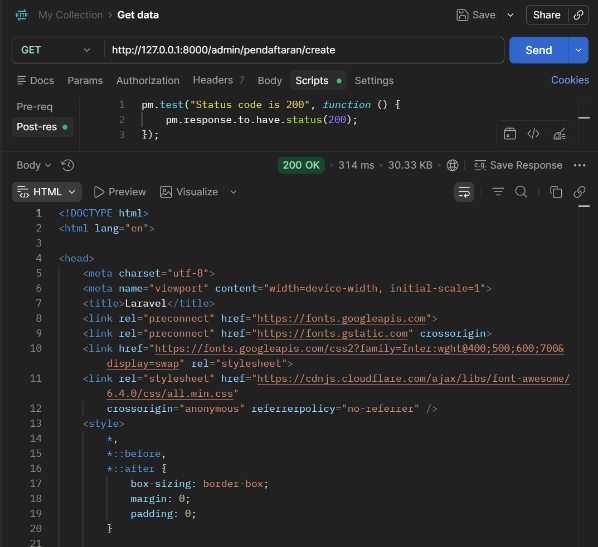 HTTP My Collection > Get data Save Share
GET http://127.0.0.1:8000/admin/pendaftaran/create Send
Docs Params Authorization Headers 7 Body Scripts Settings Cookies
Pre-req
Post-res
1 pm.test("Status code is 200", function () {
2 pm.response.to.have.status(200);
3 });
Body 200 OK • 314 ms • 30.33 KB • e.g. Save Response
HTML Preview Visualize
1 <!DOCTYPE html>
2 <html lang="en">
3
4 <head>
5 <meta charset="utf-8">
6 <meta name="viewport" content="width=device-width, initial-scale=1">
7 <title>Laravel</title>
8 <link rel="preconnect" href="https://fonts.googleapis.com">
9 <link rel="preconnect" href="https://fonts.gstatic.com" crossorigin>
10 <link href="https://fonts.googleapis.com/css2?family=Inter:wght@400;500;600;700&
display=swap" rel="stylesheet">
11 <link rel="stylesheet" href="https://cdnjs.cloudflare.com/ajax/libs/font-awesome/
6.4.0/css/all.min.css"
12 crossorigin="anonymous" referrerpolicy="no-referrer" />
13 <style>
14 *,
15 *::before,
16 *::after {
17 box-sizing: border-box;
18 margin: 0;
19 padding: 0;
20 }
21